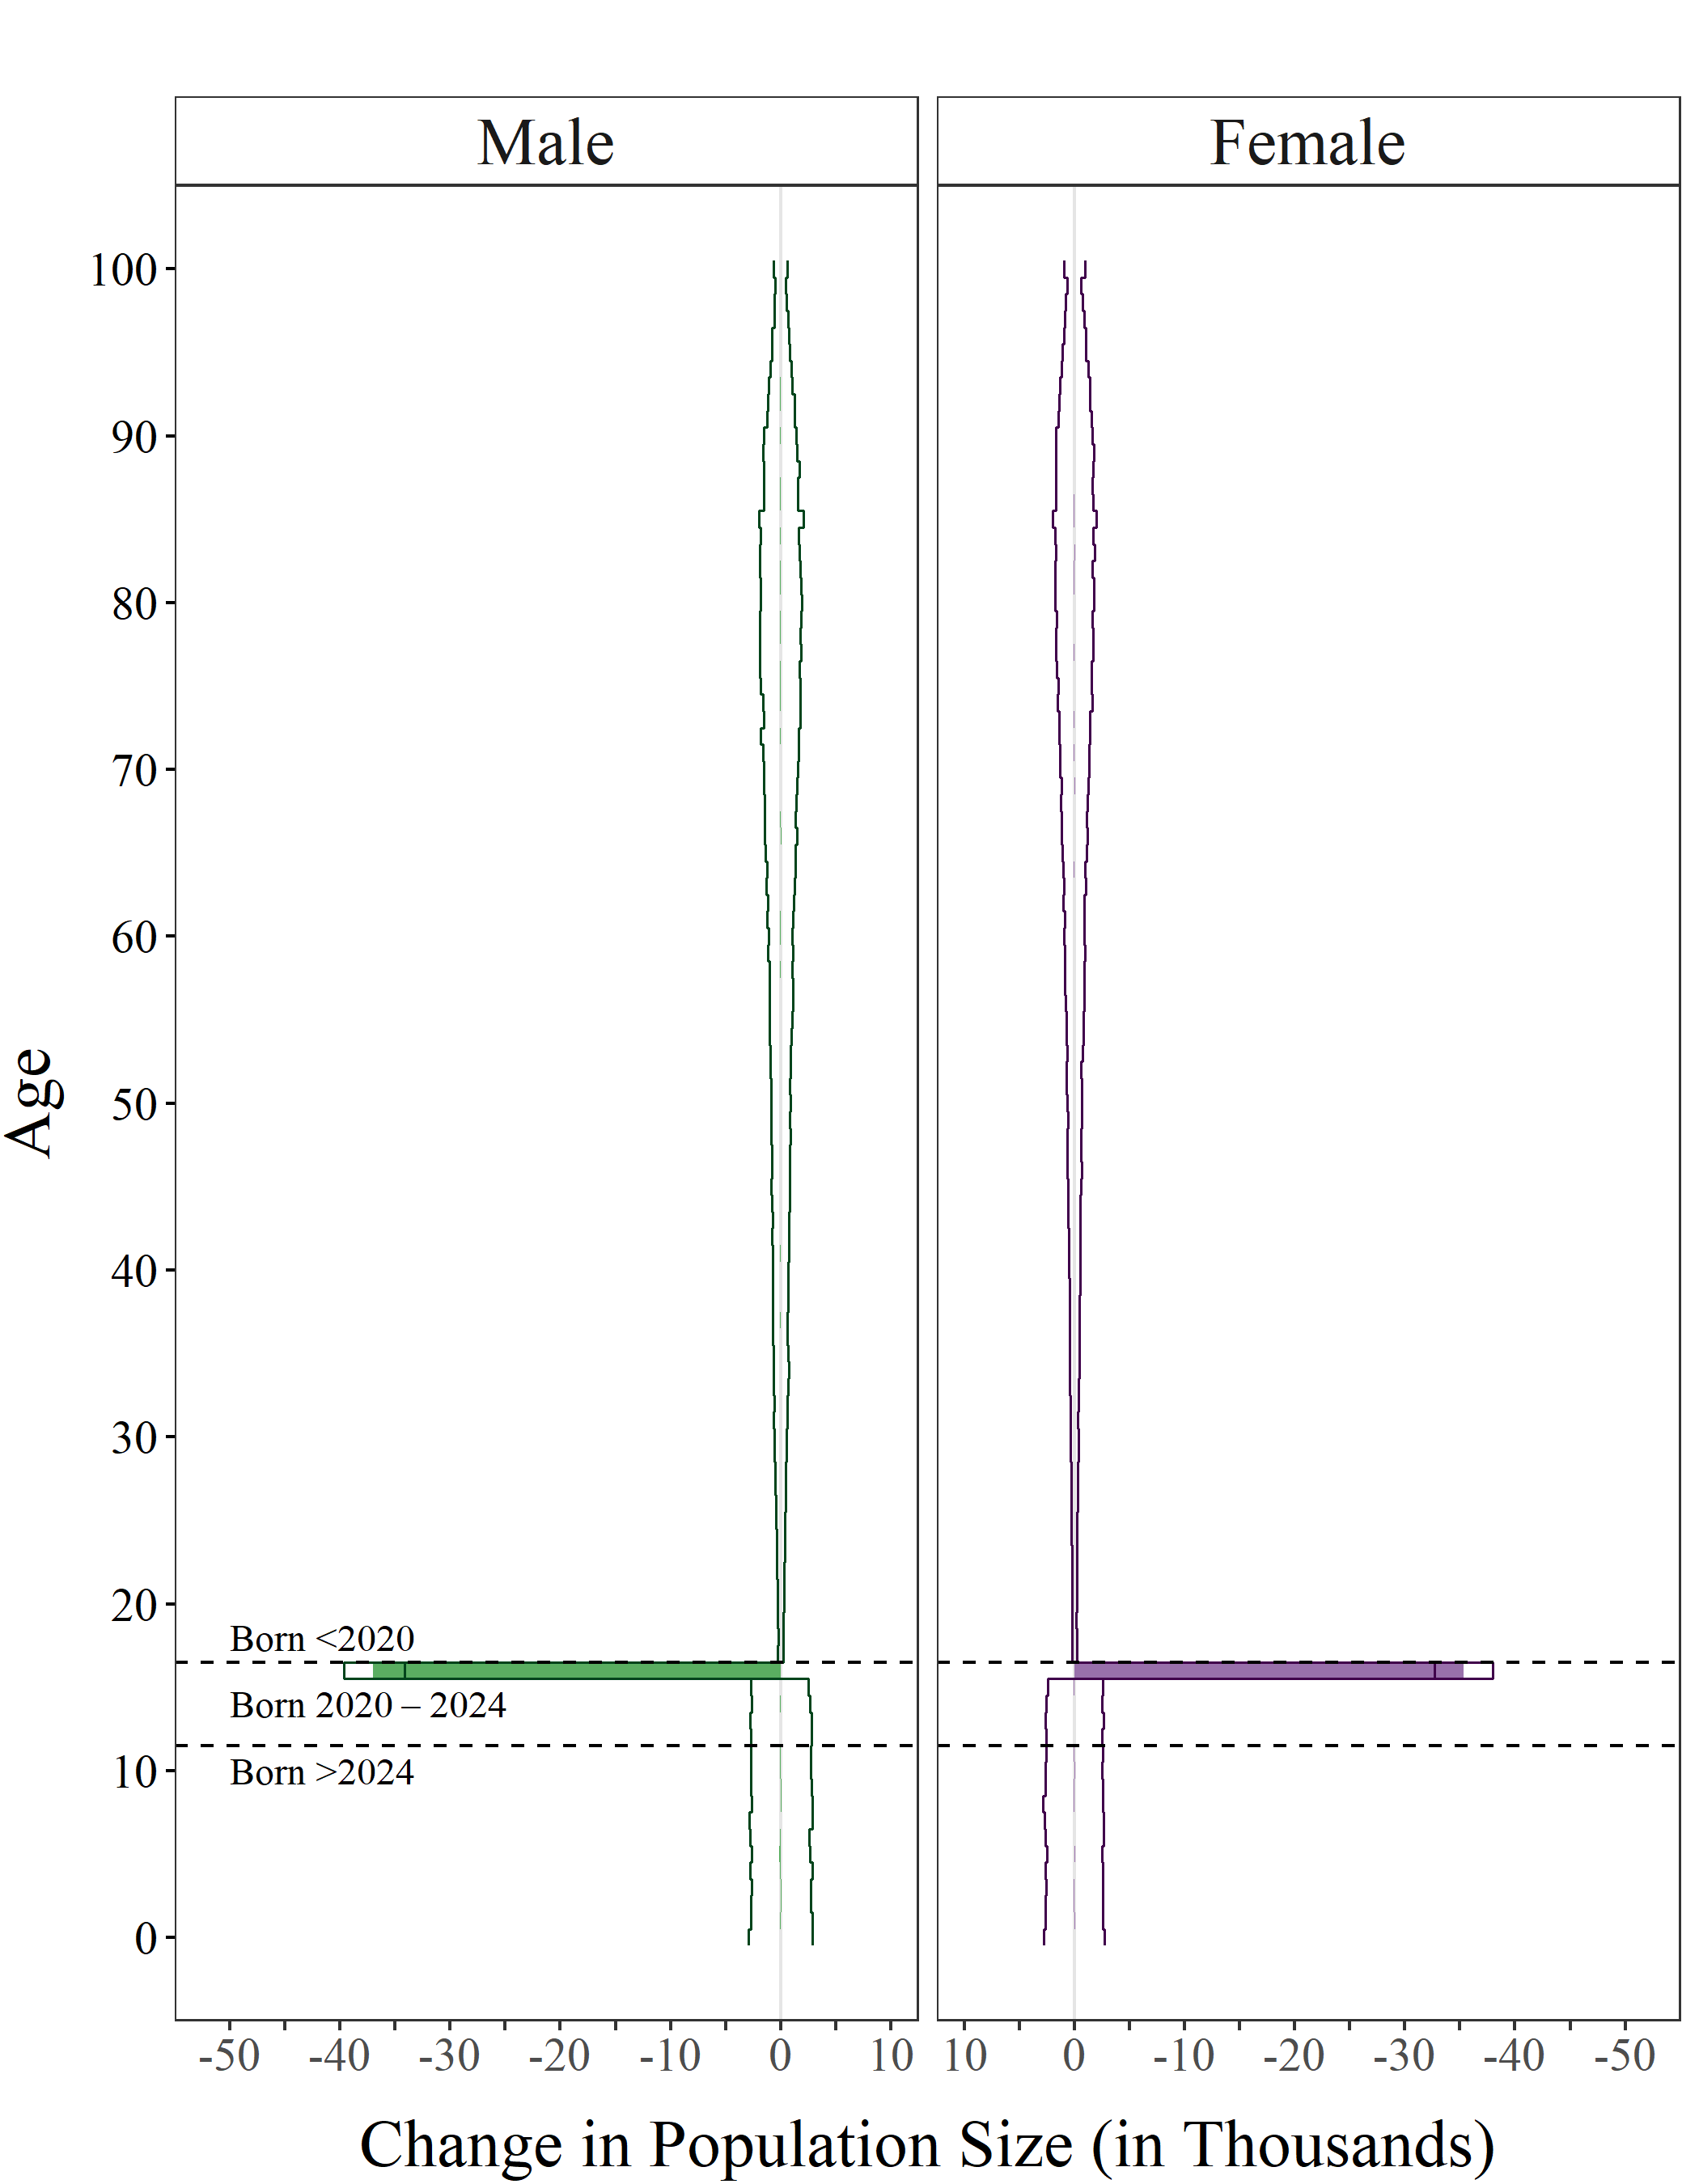 Male
Female
100
90
80
70
60
50
40
30
20
10
0
Age
Born <2020
Born 2020 – 2024
Born >2024
-50 -40 -30 -20 -10 0 10
10 0 -10 -20 -30 -40 -50
Change in Population Size (in Thousands)